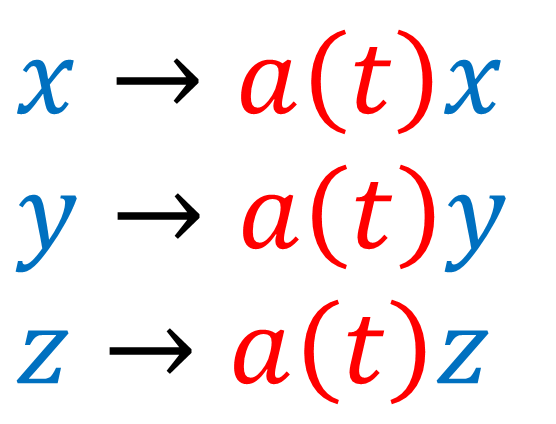 x → a(t)x
y → a(t)y
z → a(t)z